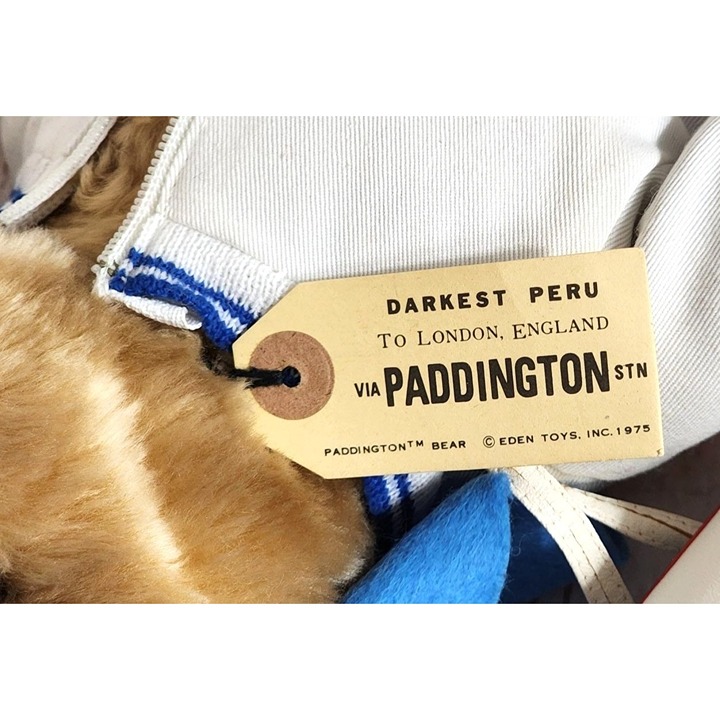 DARKEST PERU
TO LONDON, ENGLAND
VIA PADDINGTON STN
PADDINGTON™ BEAR © EDEN TOYS, INC. 1975